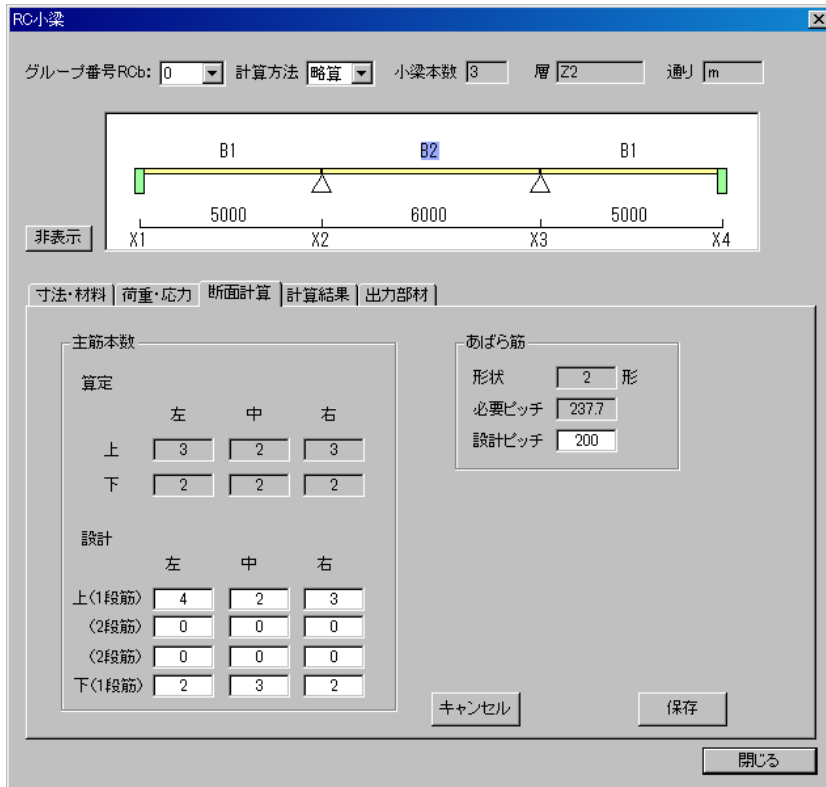 RC小梁
グループ番号RCb: 0 計算方法 略算 小梁本数 3 層 Z2 通り m
B1 B2 B1
5000 6000 5000
非表示 X1 X2 X3 X4
寸法・材料 荷重・応力 断面計算 計算結果 出力部材
主筋本数
算定
左 中 右
上 3 2 3
下 2 2 2
設計
左 中 右
上(1段筋) 4 2 3
(2段筋) 0 0 0
(2段筋) 0 0 0
下(1段筋) 2 3 2
あばら筋
形状 2 形
必要ピッチ 237.7
設計ピッチ 200
キャンセル 保存
閉じる